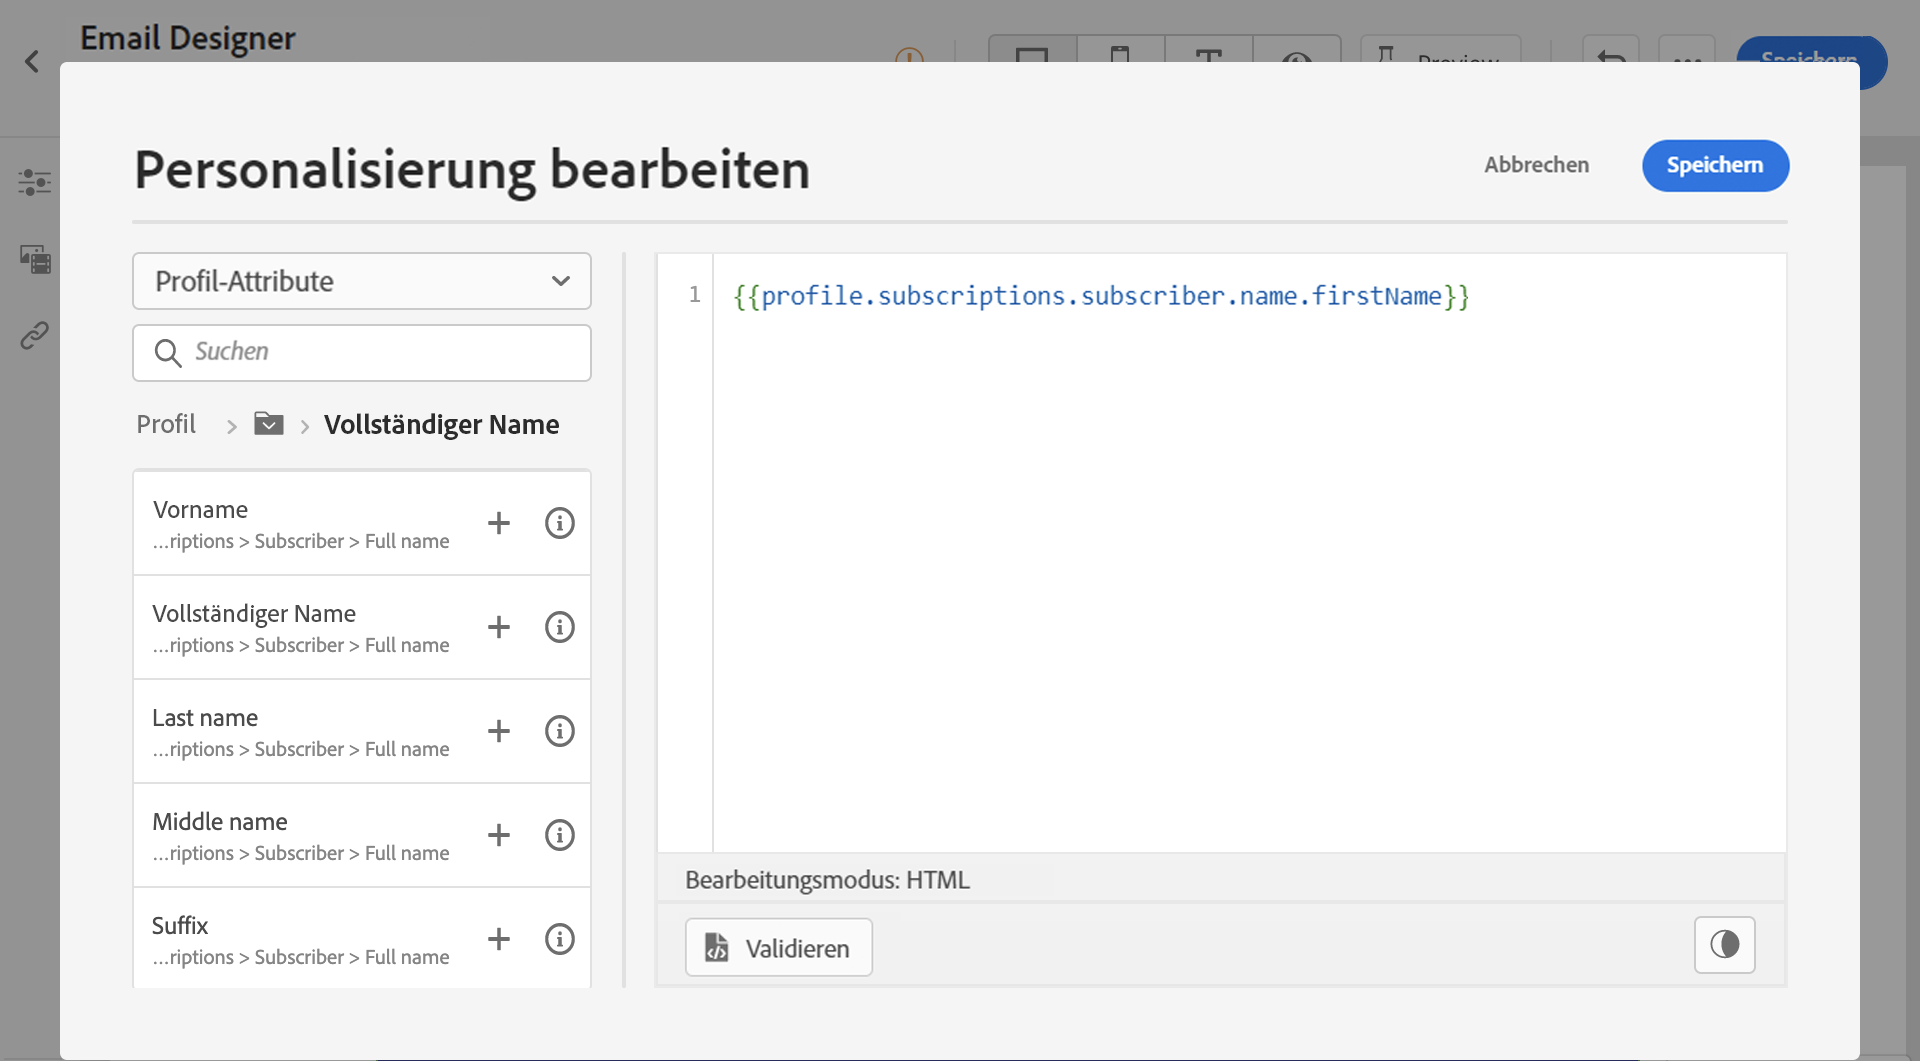 Email Designer
Preview
Speichern
Personalisierung bearbeiten
Abbrechen
Speichern
Profil-Attribute
Suchen
Profil > > Vollständiger Name
Vorname
...riptions > Subscriber > Full name
Vollständiger Name
...riptions > Subscriber > Full name
Last name
...riptions > Subscriber > Full name
Middle name
...riptions > Subscriber > Full name
Suffix
...riptions > Subscriber > Full name
1 {{profile.subscriptions.subscriber.name.firstName}}
Bearbeitungsmodus: HTML
Validieren